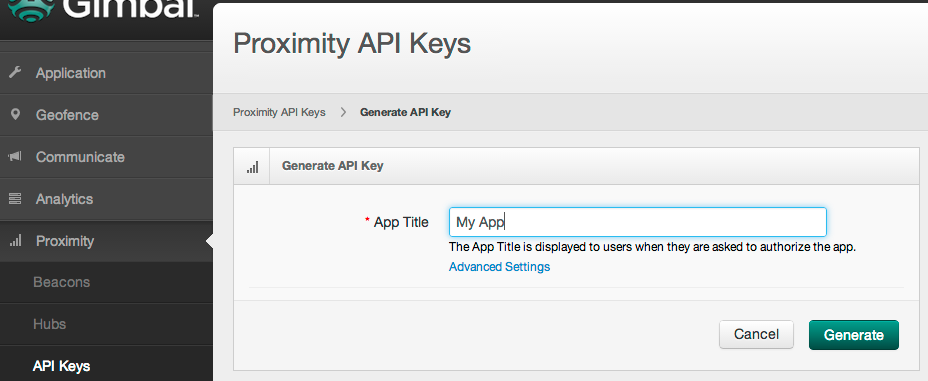 Gimbal™
Proximity API Keys
Application
Geofence
Communicate
Analytics
Proximity
Beacons
Hubs
API Keys
Proximity API Keys > Generate API Key
Generate API Key
* App Title My App
The App Title is displayed to users when they are asked to authorize the app.
Advanced Settings
Cancel Generate